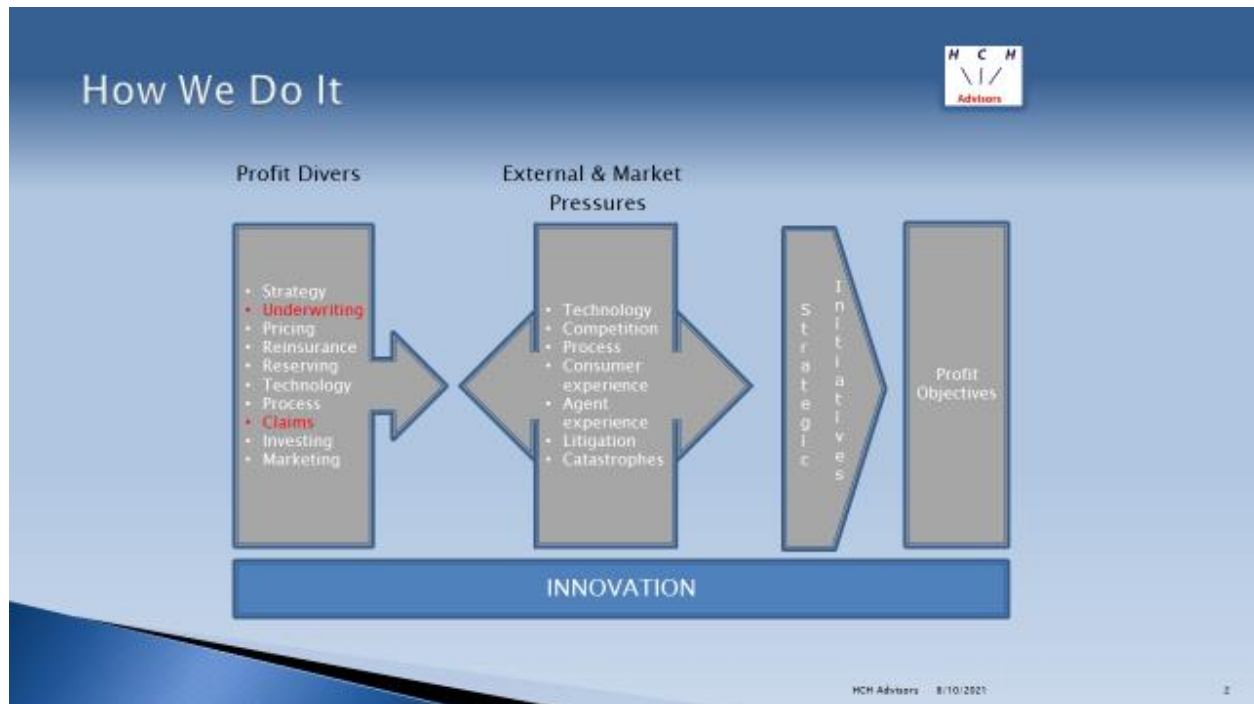 How We Do It
H C H
Advisors
Profit Divers
External & Market
Pressures
• Strategy
• Underwriting
• Pricing
• Reinsurance
• Reserving
• Technology
• Process
• Claims
• Investing
• Marketing
• Technology
• Competition
• Process
• Consumer
experience
• Agent
experience
• Litigation
• Catastrophes
Strategic
Initiatives
Profit
Objectives
INNOVATION
HCH Advisors 8/10/2021 2